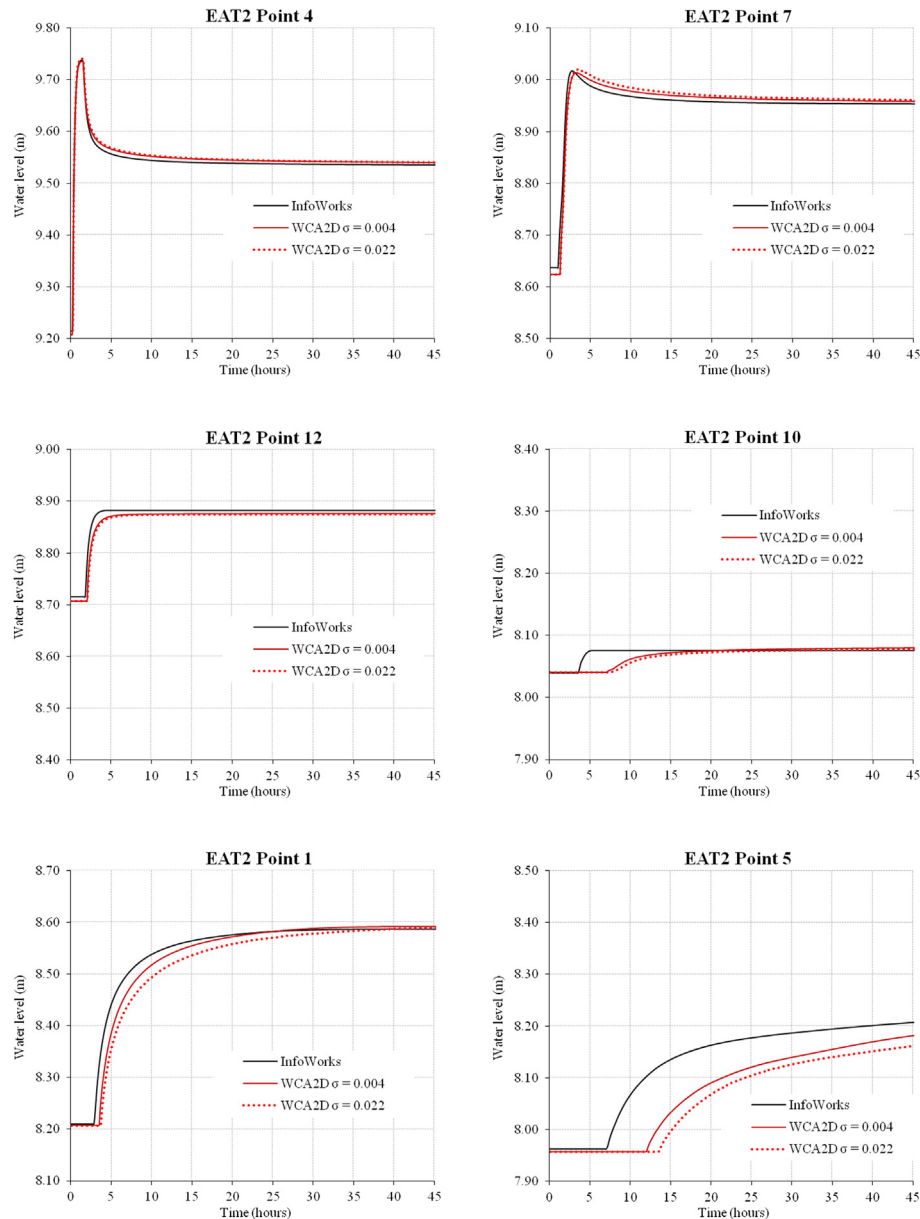 EAT2 Point 4
9.80
9.70
9.60
9.50
9.40
9.30
9.20
Water level (m)
InfoWorks
WCA2D σ = 0.004
WCA2D σ = 0.022
0 5 10 15 20 25 30 35 40 45
Time (hours)
EAT2 Point 7
9.10
9.00
8.90
8.80
8.70
8.60
8.50
Water level (m)
InfoWorks
WCA2D σ = 0.004
WCA2D σ = 0.022
0 5 10 15 20 25 30 35 40 45
Time (hours)
EAT2 Point 12
9.00
8.90
8.80
8.70
8.60
8.50
8.40
Water level (m)
InfoWorks
WCA2D σ = 0.004
WCA2D σ = 0.022
0 5 10 15 20 25 30 35 40 45
Time (hours)
EAT2 Point 10
8.40
8.30
8.20
8.10
8.00
7.90
Water level (m)
InfoWorks
WCA2D σ = 0.004
WCA2D σ = 0.022
0 5 10 15 20 25 30 35 40 45
Time (hours)
EAT2 Point 1
8.70
8.60
8.50
8.40
8.30
8.20
8.10
Water level (m)
InfoWorks
WCA2D σ = 0.004
WCA2D σ = 0.022
0 5 10 15 20 25 30 35 40 45
Time (hours)
EAT2 Point 5
8.50
8.40
8.30
8.20
8.10
8.00
7.90
Water level (m)
InfoWorks
WCA2D σ = 0.004
WCA2D σ = 0.022
0 5 10 15 20 25 30 35 40 45
Time (hours)